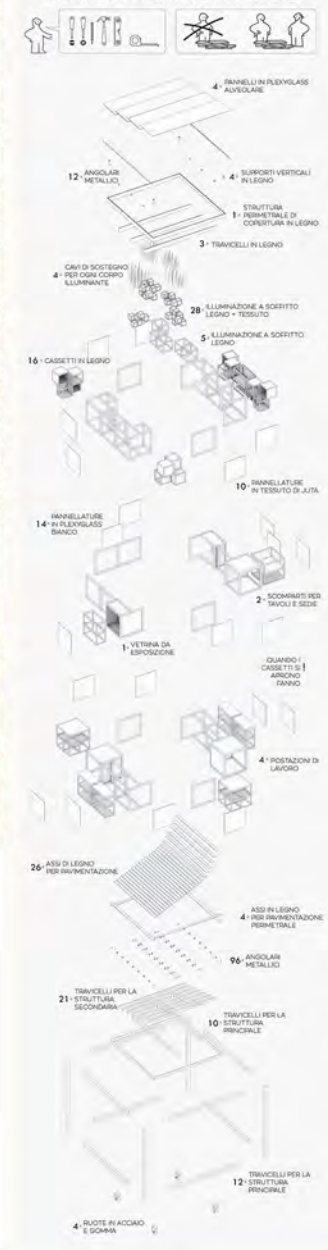 4 - PANNELLI IN PLEXYGLASS
ALVEOLARE
12 - ANGOLARI
METALLICI
4 - SUPPORTI VERTICALI
IN LEGNO
STRUTTURA
1 - PERIMETRALE DI
COPERTURA IN LEGNO
3 - TRAVICELLI IN LEGNO
CAVI DI SOSTEGNO
4 - PER OGNI CORPO
ILLUMINANTE
28 - ILLUMINAZIONE A SOFFITTO
LEGNO + TESSUTO
5 - ILLUMINAZIONE A SOFFITTO
LEGNO
16 - CASSETTI IN LEGNO
10 - PANNELLATURE
IN TESSUTO DI JUTA
PANNELLATURE
14 - IN PLEXYGLASS
BIANCO
2 - SCOMPARTI PER
TAVOLI E SEDIE
1 - VETRINA DA
ESPOSIZIONE
QUANDO I
CASSETTI SI !
APRONO
FANNO
4 - POSTAZIONI DI
LAVORO
26 - ASSI DI LEGNO
PER PAVIMENTAZIONE
ASSI IN LEGNO
4 - PER PAVIMENTAZIONE
PERIMETRALE
96 - ANGOLARI
METALLICI
TRAVICELLI PER LA
21 - STRUTTURA
SECONDARIA
TRAVICELLI PER LA
10 - STRUTTURA
PRINCIPALE
TRAVICELLI PER LA
12 - STRUTTURA
PRINCIPALE
4 - RUOTE IN ACCIAIO
E GOMMA